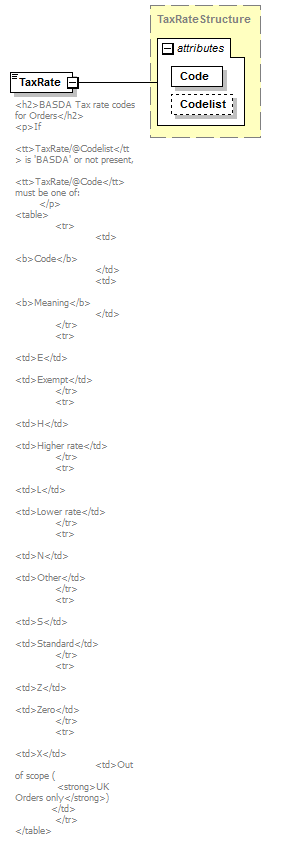 TaxRateStructure
attributes
Code
Codelist
TaxRate
<h2>BASDA Tax rate codes
for Orders</h2>
<p>If
<tt>TaxRate/@Codelist</tt
> is 'BASDA' or not present,
<tt>TaxRate/@Code</tt>
must be one of:
</p>
<table>
<tr>
<td>
<b>Code</b>
</td>
<td>
<b>Meaning</b>
</td>
</tr>
<tr>
<td>E</td>
<td>Exempt</td>
</tr>
<tr>
<td>H</td>
<td>Higher rate</td>
</tr>
<tr>
<td>L</td>
<td>Lower rate</td>
</tr>
<tr>
<td>N</td>
<td>Other</td>
</tr>
<tr>
<td>S</td>
<td>Standard</td>
</tr>
<tr>
<td>Z</td>
<td>Zero</td>
</tr>
<tr>
<td>X</td>
<td>Out
of scope (
<strong>UK
Orders only</strong>)
</td>
</tr>
</table>